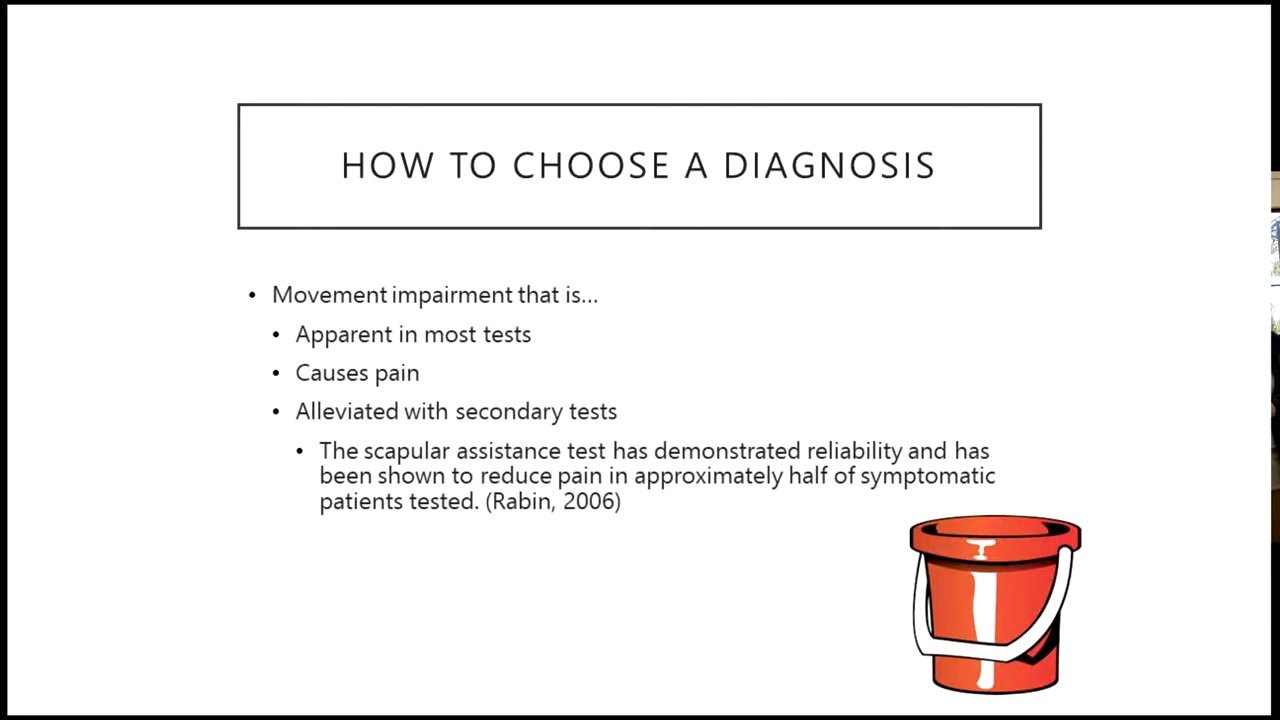 HOW TO CHOOSE A DIAGNOSIS
• Movement impairment that is...
• Apparent in most tests
• Causes pain
• Alleviated with secondary tests
• The scapular assistance test has demonstrated reliability and has
been shown to reduce pain in approximately half of symptomatic
patients tested. (Rabin, 2006)